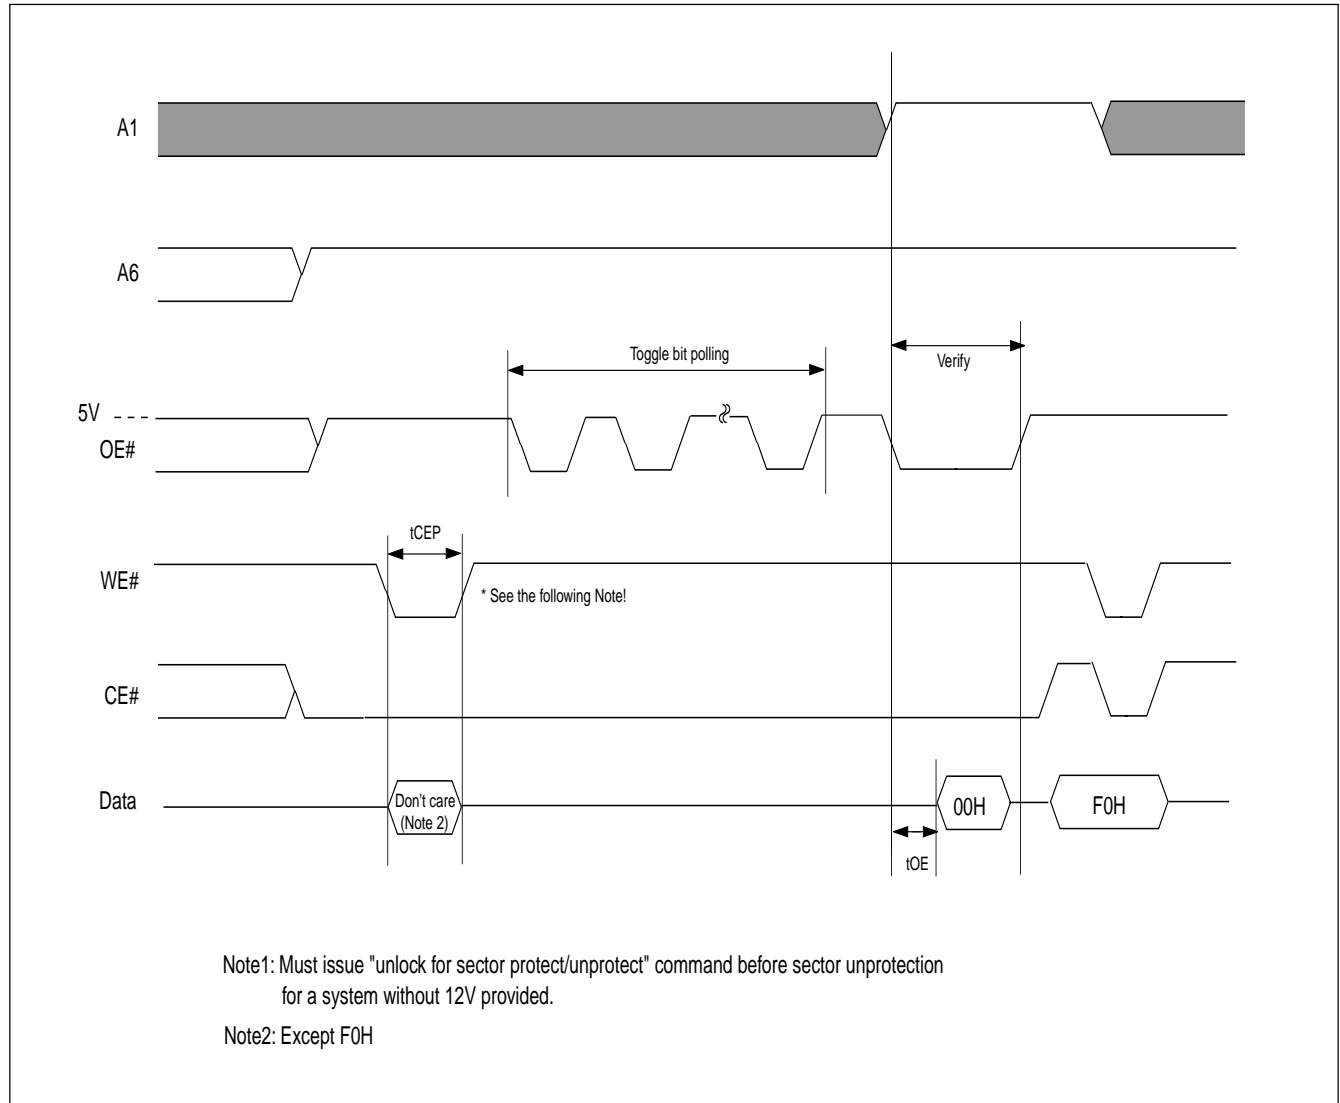 A1
A6
Toggle bit polling
Verify
5V
OE#
tCEP
WE#
* See the following Note!
CE#
Data
Don't care
(Note 2)
00H
F0H
tOE
Note1: Must issue "unlock for sector protect/unprotect" command before sector unprotection
for a system without 12V provided.
Note2: Except F0H